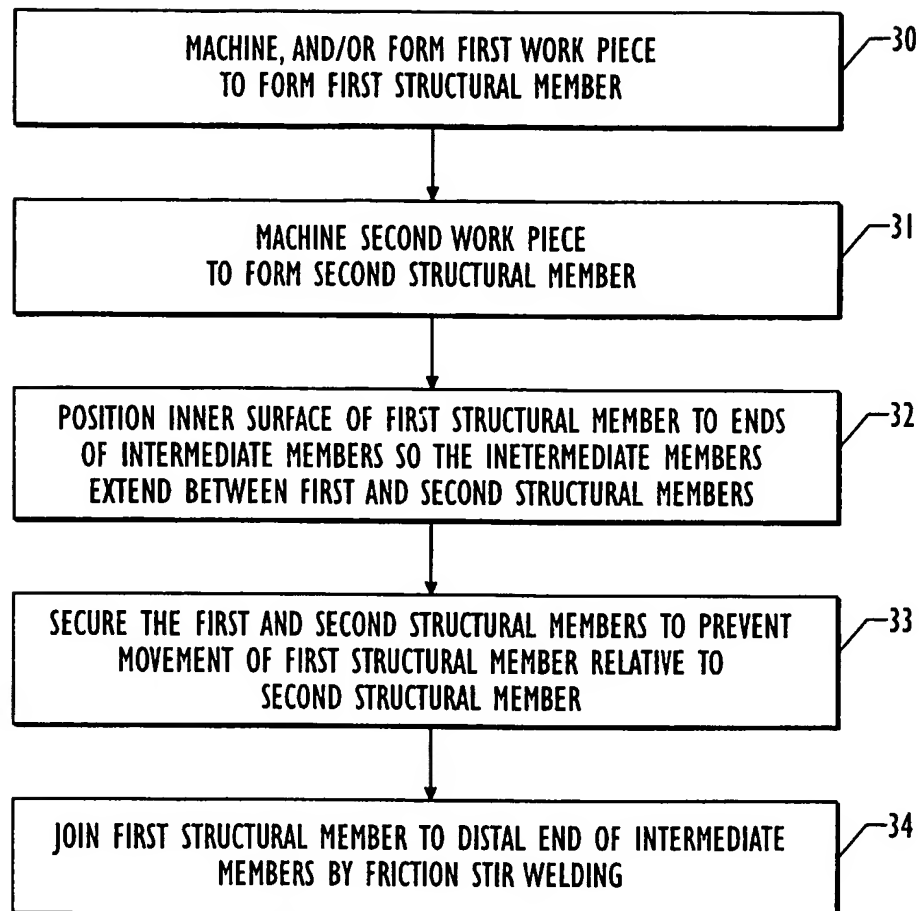 MACHINE, AND/OR FORM FIRST WORK PIECE
TO FORM FIRST STRUCTURAL MEMBER
30
MACHINE SECOND WORK PIECE
TO FORM SECOND STRUCTURAL MEMBER
31
POSITION INNER SURFACE OF FIRST STRUCTURAL MEMBER TO ENDS
OF INTERMEDIATE MEMBERS SO THE INETERMEDIATE MEMBERS
EXTEND BETWEEN FIRST AND SECOND STRUCTURAL MEMBERS
32
SECURE THE FIRST AND SECOND STRUCTURAL MEMBERS TO PREVENT
MOVEMENT OF FIRST STRUCTURAL MEMBER RELATIVE TO
SECOND STRUCTURAL MEMBER
33
JOIN FIRST STRUCTURAL MEMBER TO DISTAL END OF INTERMEDIATE
MEMBERS BY FRICTION STIR WELDING
34